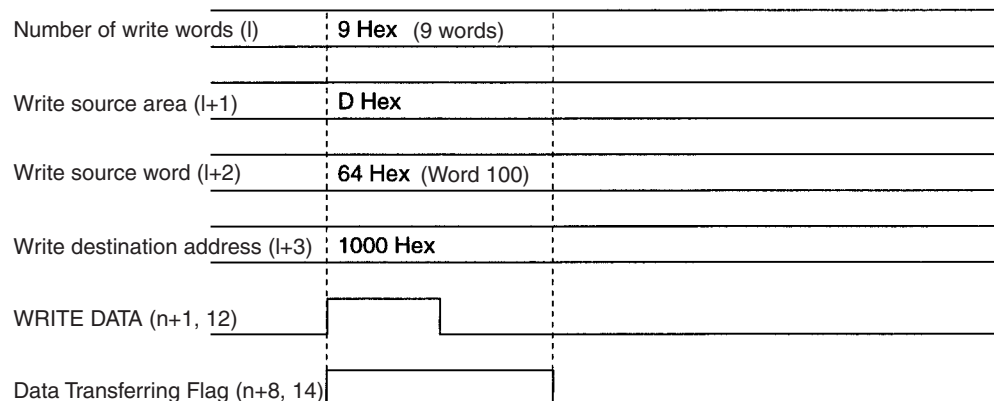 Number of write words (l) 9 Hex (9 words)
Write source area (l+1) D Hex
Write source word (l+2) 64 Hex (Word 100)
Write destination address (l+3) 1000 Hex
WRITE DATA (n+1, 12)
Data Transferring Flag (n+8, 14)